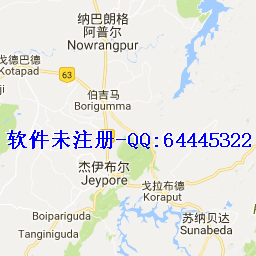 纳巴朗格
阿普尔
Nowrangpur
戈德巴德
Kotapad
63
伯吉马
Borigumma
软件未注册-QQ:64445322
杰伊布尔
Jeypore
戈拉布德
Koraput
Boipariguda
苏纳贝达
Sunabeda
Tanginiguda